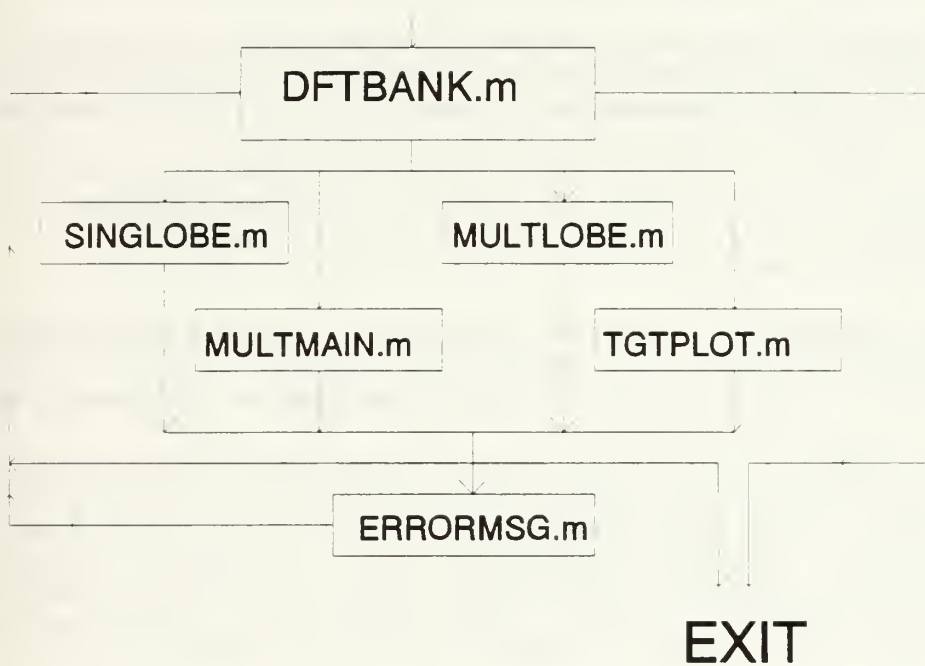 DFTBANK.m
SINGLOBE.m
MULTLOBE.m
MULTMAIN.m
TGTPLOT.m
ERRORMSG.m
EXIT